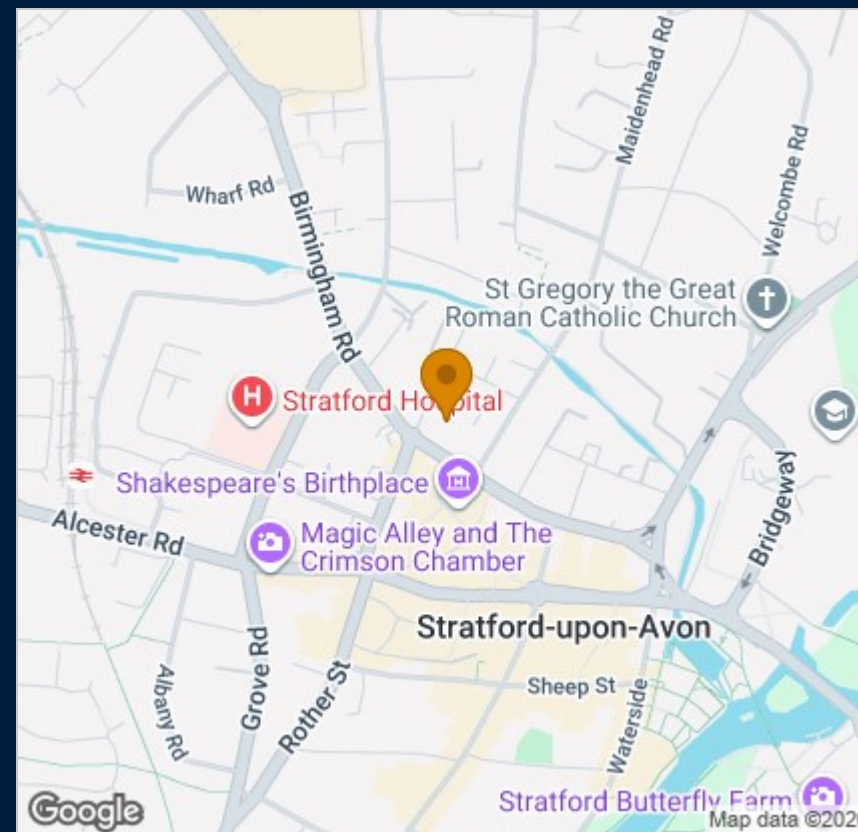 Maidenhead Rd
Wharf Rd
Birmingham Rd
Welcombe Rd
St Gregory the Great
Roman Catholic Church
H
Stratford Hospital
Shakespeare's Birthplace
Alcester Rd
Magic Alley and The
Crimson Chamber
Bridgeway
Stratford-upon-Avon
Grove Rd
Albany Rd
Rother St
Sheep St
Waterside
Stratford Butterfly Farm
Google
Map data ©2026